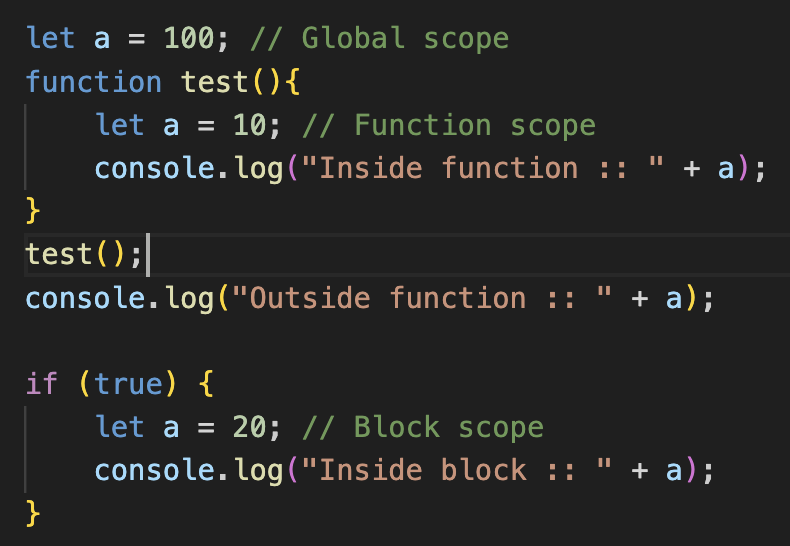 let a = 100; // Global scope
function test(){
    let a = 10; // Function scope
    console.log("Inside function :: " + a);
}
test();
console.log("Outside function :: " + a);

if (true) {
    let a = 20; // Block scope
    console.log("Inside block :: " + a);
}